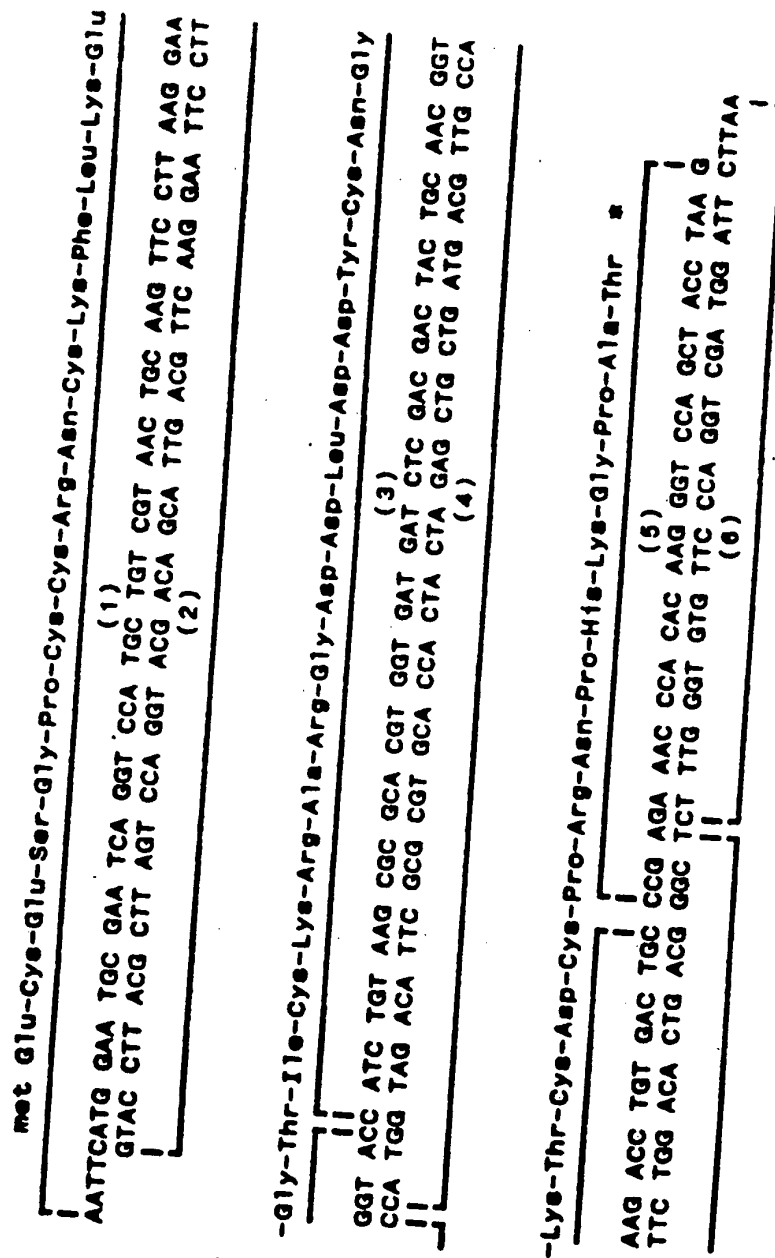 met Glu-Cys-Glu-Ser-Gly-Pro-Cys-Cys-Arg-Asn-Cys-Lys-Phe-Leu-Lys-Glu
(1)
AATTCATG GAA TGC GAA TCA GGT CCA TGC TGT CGT AAC TGC AAG TTC CTT AAG GAA
GTAC CTT ACG CTT AGT CCA GGT ACG ACA GCA TTG ACG TTC AAG GAA TTC CTT
(2)
-Gly-Thr-Ile-Cys-Lys-Arg-Ala-Arg-Gly-Asp-Asp-Leu-Asp-Asp-Tyr-Cys-Asn-Gly
(3)
GGT ACC ATC TGT AAG CGC GCA CGT GGT GAT GAT CTC GAC GAC TAC TGC AAC GGT
CCA TGG TAG ACA TTC GCG CGT GCA CCA CTA CTA GAG CTG CTG ATG ACG TTG CCA
(4)
-Lys-Thr-Cys-Asp-Cys-Pro-Arg-Asn-Pro-His-Lys-Gly-Pro-Ala-Thr *
(5)
AAG ACC TGT GAC TGC CCG AGA AAC CCA CAC AAG GGT CCA GCT ACC TAA G
TTC TGG ACA CTG ACG GGC TCT TTG GGT GTG TTC CCA GGT CGA TGG ATT CTTAA
(6)